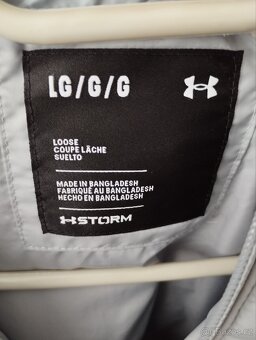 LG/G/G
LOOSE
COUPE LÂCHE
SUELTO
MADE IN BANGLADESH
FABRIQUÉ AU BANGLADESH
HECHO EN BANGLADESH
STORM